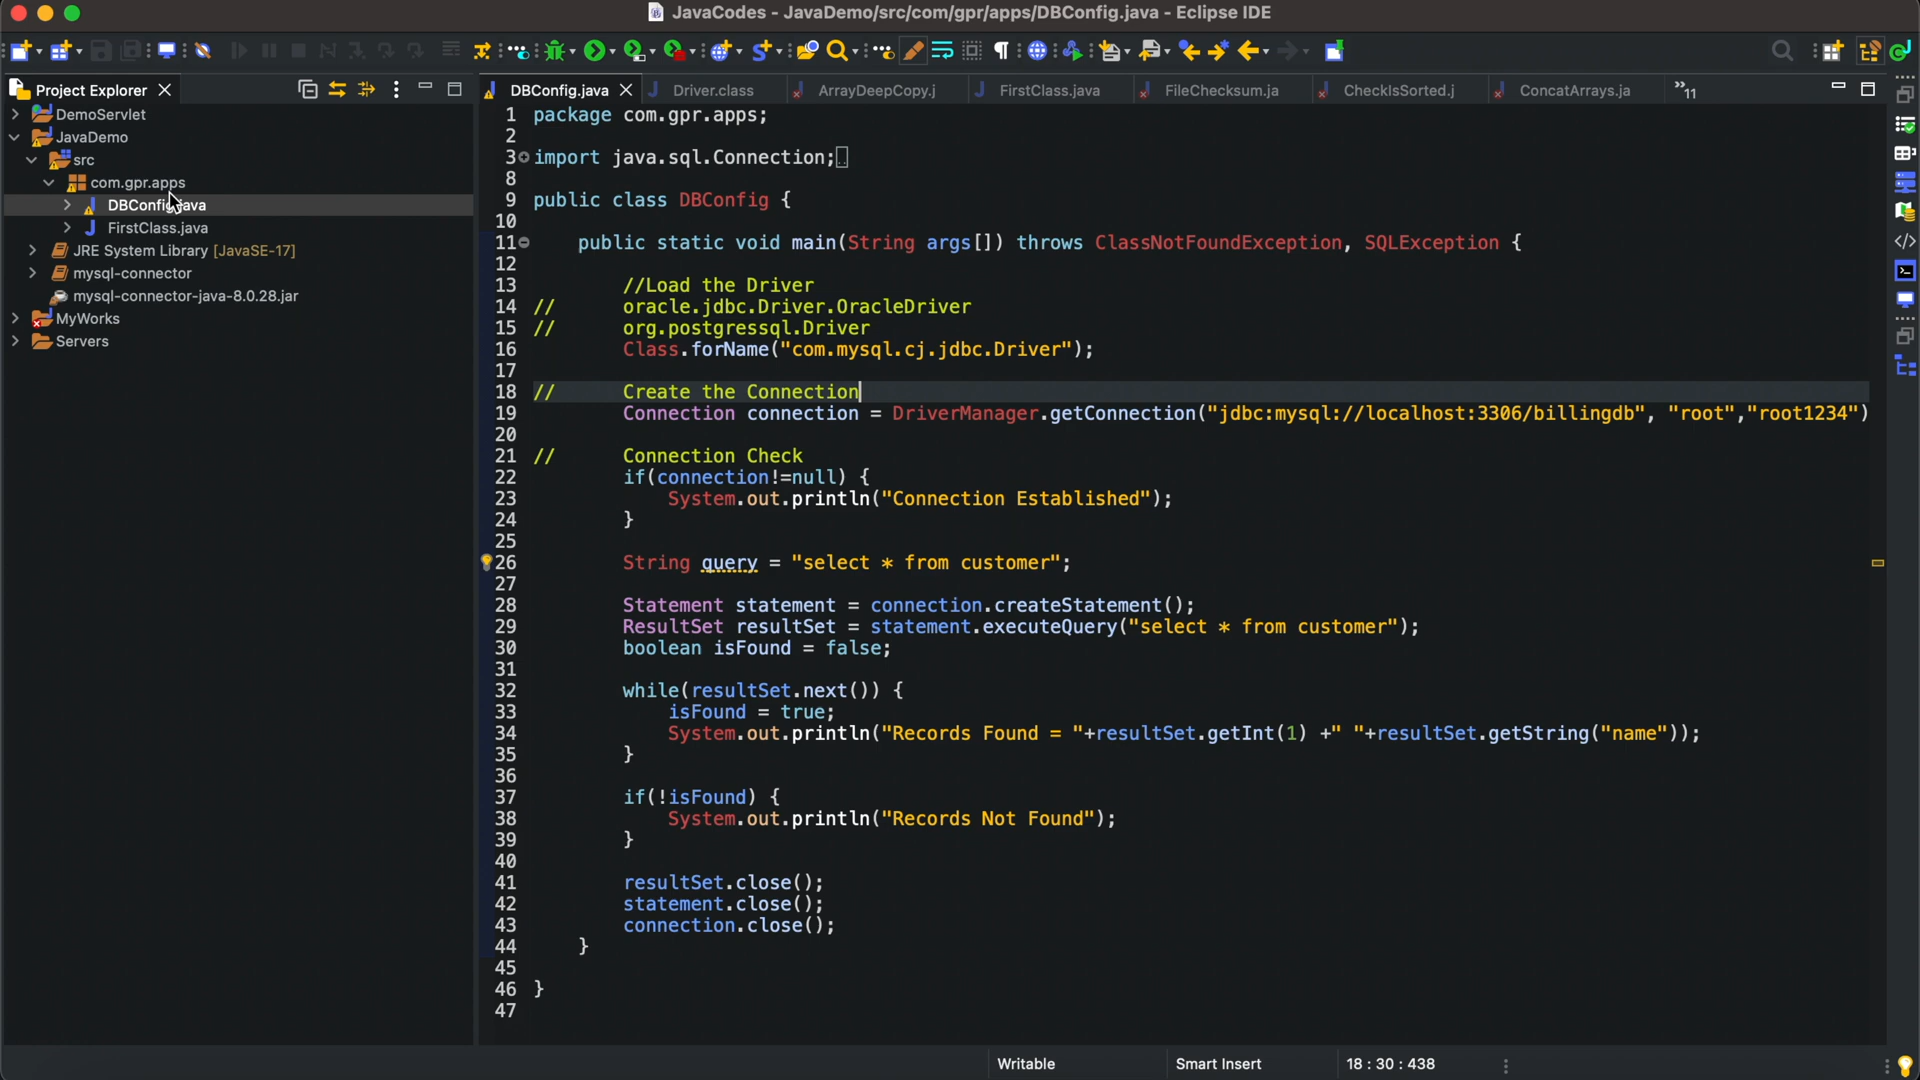 JavaCodes - JavaDemo/src/com/gpr/apps/DBConfig.java - Eclipse IDE
Project Explorer
DBConfig.java
Driver.class
ArrayDeepCopy.j
FirstClass.java
FileChecksum.ja
CheckIsSorted.j
ConcatArrays.ja
»11
DemoServlet
JavaDemo
src
com.gpr.apps
DBConfig.java
FirstClass.java
JRE System Library [JavaSE-17]
mysql-connector
mysql-connector-java-8.0.28.jar
MyWorks
Servers
1 package com.gpr.apps;
2
3 import java.sql.Connection;
8
9 public class DBConfig {
10
11 public static void main(String args[]) throws ClassNotFoundException, SQLException {
12
13 //Load the Driver
14 // oracle.jdbc.Driver.OracleDriver
15 // org.postgressql.Driver
16 Class.forName("com.mysql.cj.jdbc.Driver");
17
18 // Create the Connection
19 Connection connection = DriverManager.getConnection("jdbc:mysql://localhost:3306/billingdb", "root","root1234")
20
21 // Connection Check
22 if(connection!=null) {
23 System.out.println("Connection Established");
24 }
25
26 String query = "select * from customer";
27
28 Statement statement = connection.createStatement();
29 ResultSet resultSet = statement.executeQuery("select * from customer");
30 boolean isFound = false;
31
32 while(resultSet.next()) {
33 isFound = true;
34 System.out.println("Records Found = "+resultSet.getInt(1) +" "+resultSet.getString("name"));
35 }
36
37 if(!isFound) {
38 System.out.println("Records Not Found");
39 }
40
41 resultSet.close();
42 statement.close();
43 connection.close();
44 }
45
46 }
47
Writable
Smart Insert
18 : 30 : 438